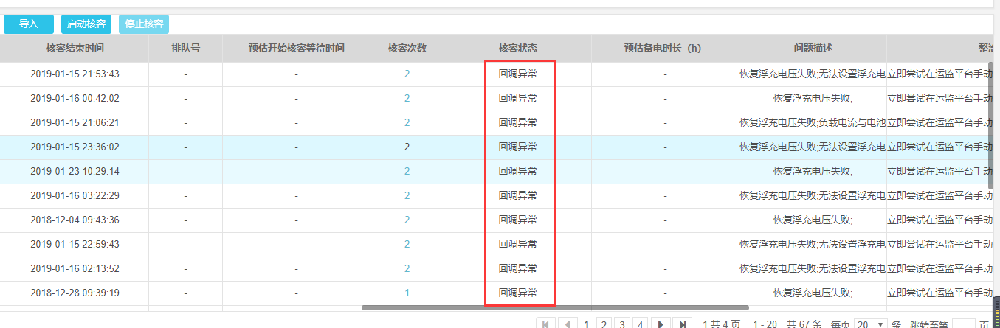 导入 启动核容 停止核容
核容结束时间 排队号 预估开始核容等待时间 核容次数 核容状态 预估备电时长（h） 问题描述 整治
2019-01-15 21:53:43 - - 2 回调异常 - 恢复浮充电压失败;无法设置浮充电 立即尝试在运监平台手动
2019-01-16 00:42:02 - - 2 回调异常 - 恢复浮充电压失败; 立即尝试在运监平台手动
2019-01-15 21:06:21 - - 2 回调异常 - 恢复浮充电压失败;负载电流与电池 立即尝试在运监平台手动
2019-01-15 23:36:02 - - 2 回调异常 - 恢复浮充电压失败;无法设置浮充电 立即尝试在运监平台手动
2019-01-23 10:29:14 - - 2 回调异常 - 恢复浮充电压失败; 立即尝试在运监平台手动
2019-01-16 03:22:29 - - 2 回调异常 - 恢复浮充电压失败;无法设置浮充电 立即尝试在运监平台手动
2018-12-04 09:43:36 - - 2 回调异常 - 恢复浮充电压失败; 立即尝试在运监平台手动
2019-01-15 22:59:43 - - 2 回调异常 - 恢复浮充电压失败;无法设置浮充电 立即尝试在运监平台手动
2019-01-16 02:13:52 - - 2 回调异常 - 恢复浮充电压失败;无法设置浮充电 立即尝试在运监平台手动
2018-12-28 09:39:19 - - 1 回调异常 - 恢复浮充电压失败; 立即尝试在运监平台手动
1 2 3 4 1 共 4 页 1 - 20 共 67 条 每页 20 条 跳转至第 页